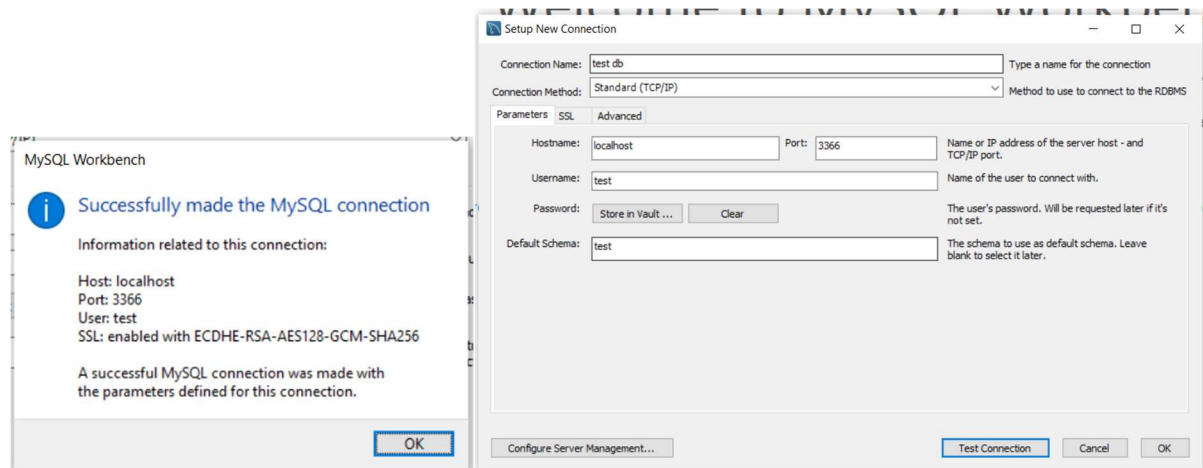 MySQL Workbench
Successfully made the MySQL connection
Information related to this connection:
Host: localhost
Port: 3366
User: test
SSL: enabled with ECDHE-RSA-AES128-GCM-SHA256
A successful MySQL connection was made with
the parameters defined for this connection.
OK
Setup New Connection
Connection Name: test db Type a name for the connection
Connection Method: Standard (TCP/IP) Method to use to connect to the RDBMS
Parameters SSL Advanced
Hostname: localhost Port: 3366 Name or IP address of the server host - and
TCP/IP port.
Username: test Name of the user to connect with.
Password: Store in Vault ... Clear The user's password. Will be requested later if it's
not set.
Default Schema: test The schema to use as default schema. Leave
blank to select it later.
Configure Server Management... Test Connection Cancel OK